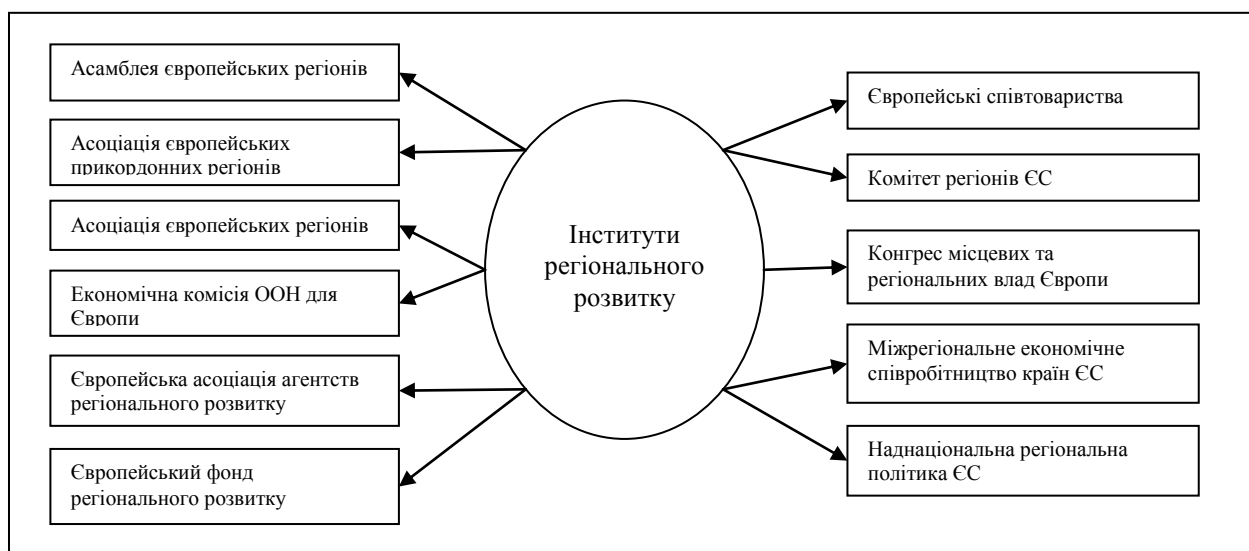 Асамблея європейських регіонів
Асоціація європейських
прикордонних регіонів
Асоціація європейських регіонів
Економічна комісія ООН для
Європи
Європейська асоціація агентств
регіонального розвитку
Європейський фонд
регіонального розвитку
Інститути
регіонального
розвитку
Європейські співтовариства
Комітет регіонів ЄС
Конгрес місцевих та
регіональних влад Європи
Міжрегіональне економічне
співробітництво країн ЄС
Наднаціональна регіональна
політика ЄС